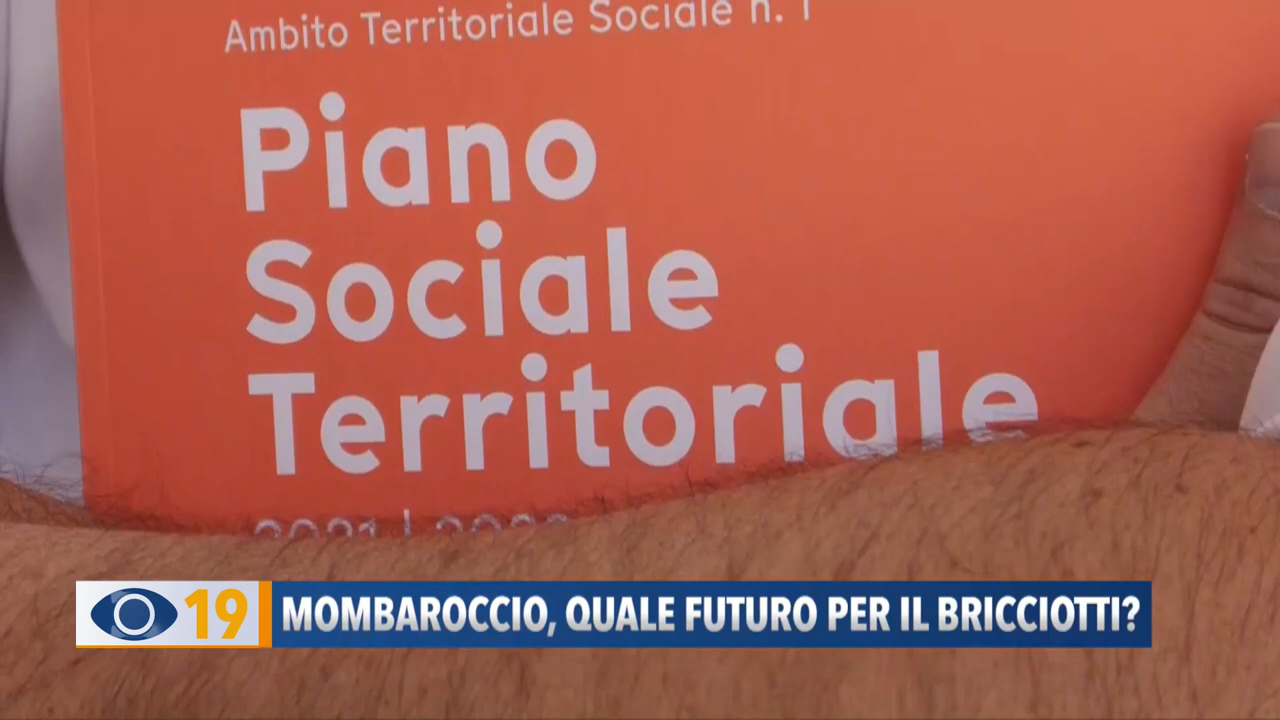 Ambito Territoriale Sociale n. 1
Piano
Sociale
Territoriale
19
MOMBAROCCIO, QUALE FUTURO PER IL BRICCIOTTI?